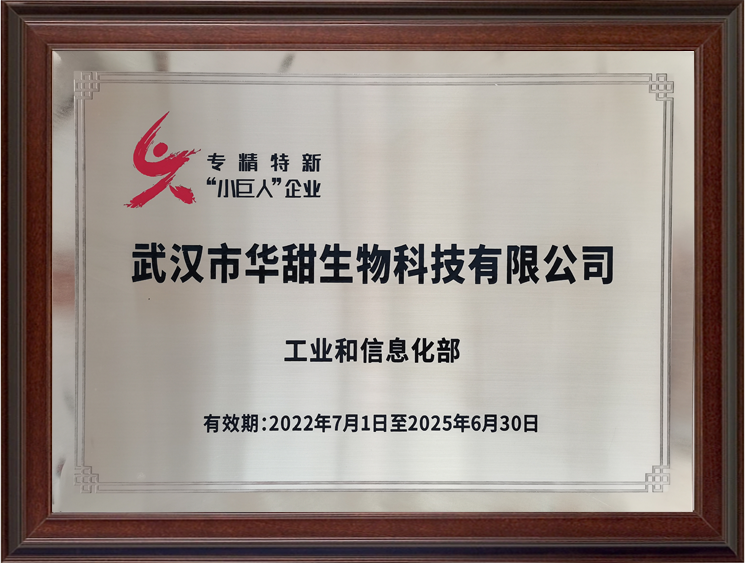 专精特新
“小巨人”企业
武汉市华甜生物科技有限公司
工业和信息化部
有效期：2022年7月1日至2025年6月30日